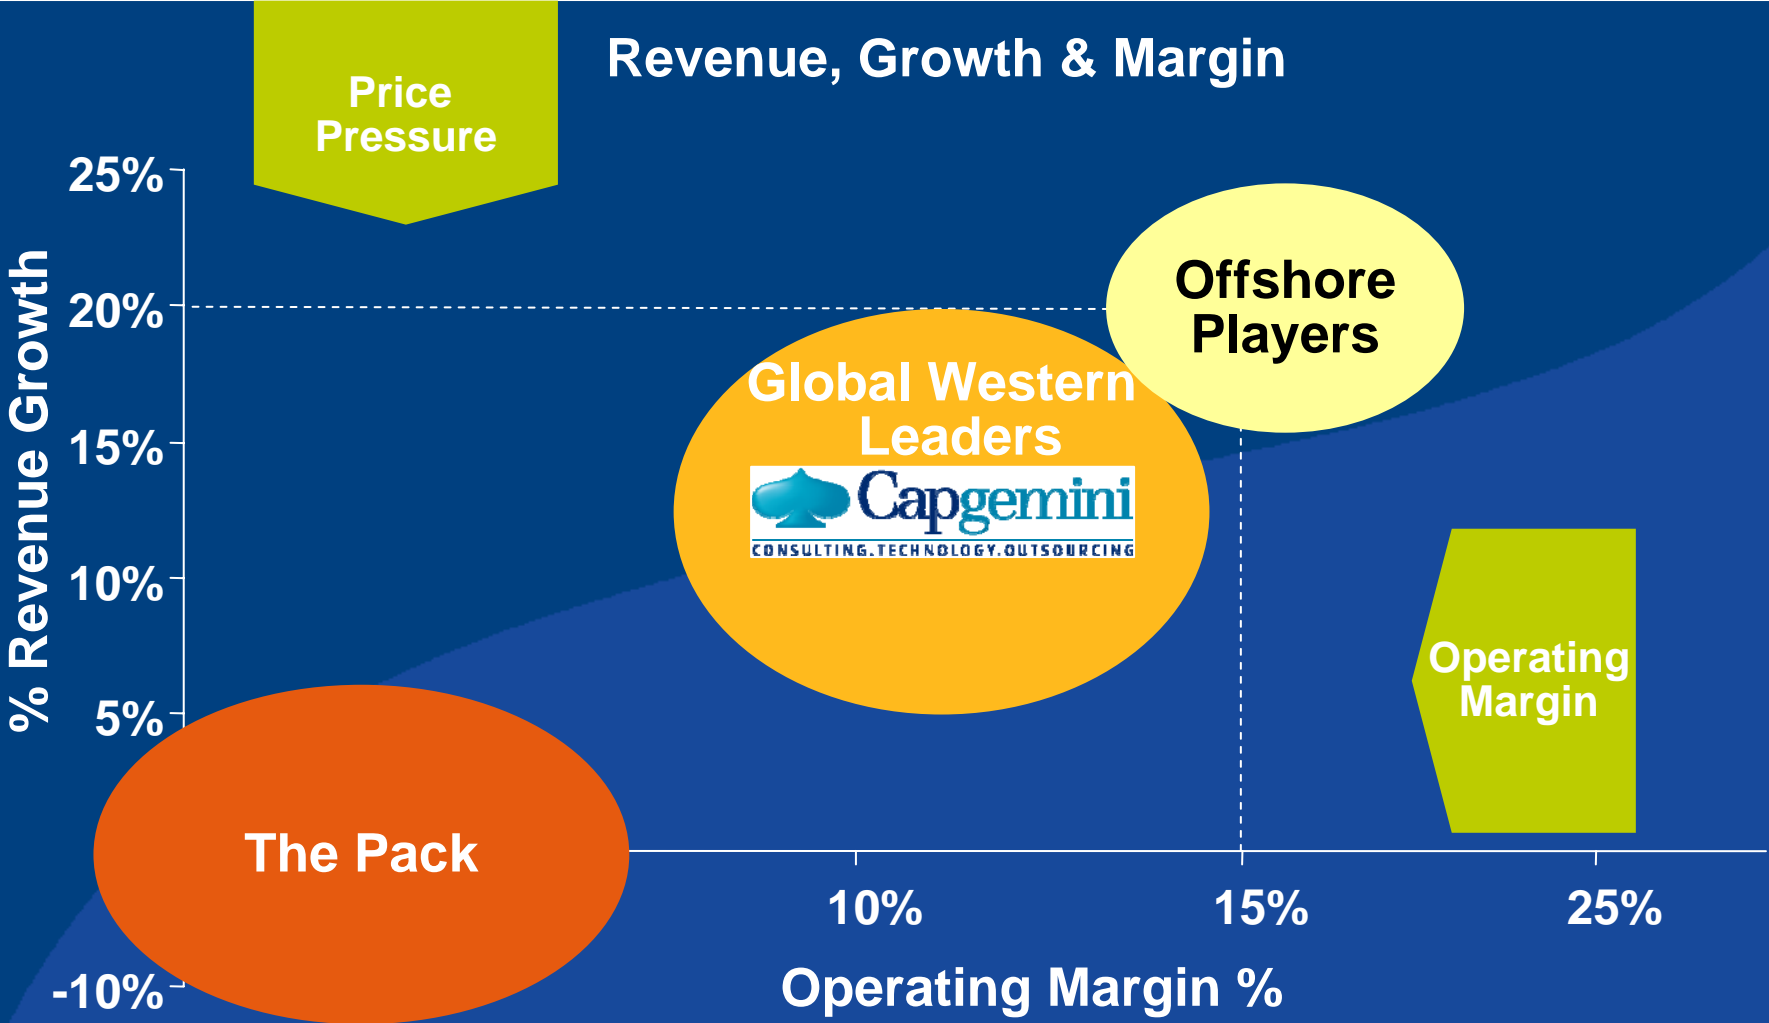 Revenue, Growth & Margin
Price
Pressure
25%
20%
15%
10%
5%
-10%
% Revenue Growth
Offshore
Players
Global Western
Leaders
Capgemini
CONSULTING.TECHNOLOGY.OUTSOURCING
Operating
Margin
The Pack
10%
15%
25%
Operating Margin %